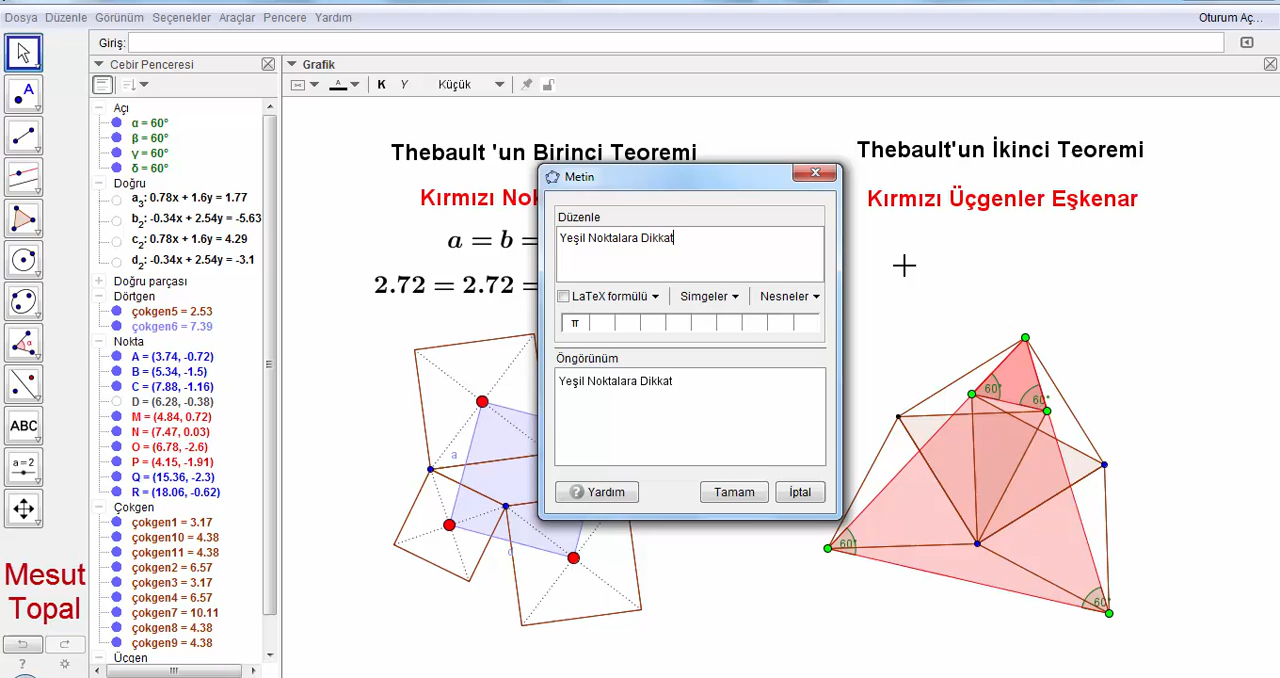 Dosya Düzenle Görünüm Seçenekler Araçlar Pencere Yardım
Oturum Aç...
Giriş:
Cebir Penceresi
Grafik
K Y Küçük
A
α
ABC
a=2
Mesut
Topal
Açı
α = 60°
β = 60°
γ = 60°
δ = 60°
Doğru
a₃: 0.78x + 1.6y = 1.77
b₂: -0.34x + 2.54y = -5.63
c₂: 0.78x + 1.6y = 4.29
d₂: -0.34x + 2.54y = -3.1
Doğru parçası
Dörtgen
çokgen5 = 2.53
çokgen6 = 7.39
Nokta
A = (3.74, -0.72)
B = (5.34, -1.5)
C = (7.88, -1.16)
D = (6.28, -0.38)
M = (4.84, 0.72)
N = (7.47, 0.03)
O = (6.78, -2.6)
P = (4.15, -1.91)
Q = (15.36, -2.3)
R = (18.06, -0.62)
Çokgen
çokgen1 = 3.17
çokgen10 = 4.38
çokgen11 = 4.38
çokgen2 = 6.57
çokgen3 = 3.17
çokgen4 = 6.57
çokgen7 = 10.11
çokgen8 = 4.38
çokgen9 = 4.38
Üçgen
Thebault 'un Birinci Teoremi
a = b =
2.72 = 2.72 =
a
Metin
Düzenle
Yeşil Noktalara Dikkat
LaTeX formülü
Simgeler
Nesneler
π
Öngörünüm
Yeşil Noktalara Dikkat
Yardım
Tamam
İptal
Thebault'un İkinci Teoremi
Kırmızı Üçgenler Eşkenar
60°
60°
60°
60°
Kırmızı